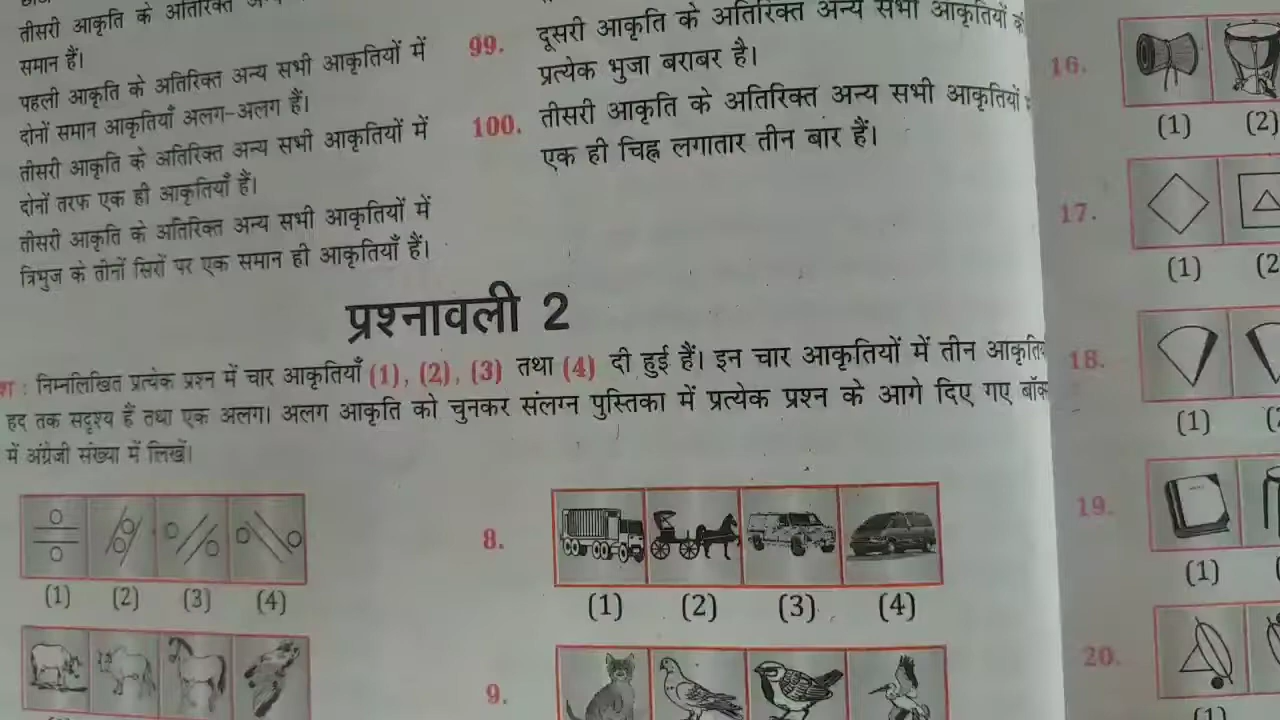 तीसरी आकृति के अतिरिक्त
समान हैं।
पहली आकृति के अतिरिक्त अन्य सभी आकृतियों में
दोनों समान आकृतियाँ अलग-अलग हैं।
तीसरी आकृति के अतिरिक्त अन्य सभी आकृतियों में
दोनों तरफ एक ही आकृतियाँ हैं।
तीसरी आकृति के अतिरिक्त अन्य सभी आकृतियों में
त्रिभुज के तीनों सिरों पर एक समान ही आकृतियाँ हैं।
99. दूसरी आकृति के अतिरिक्त अन्य सभी आकृतियों
प्रत्येक भुजा बराबर है।
100. तीसरी आकृति के अतिरिक्त अन्य सभी आकृतियों
एक ही चिह्न लगातार तीन बार हैं।
प्रश्नावली 2
: निम्नलिखित प्रत्येक प्रश्न में चार आकृतियाँ (1), (2), (3) तथा (4) दी हुई हैं। इन चार आकृतियों में तीन
हद तक सदृश्य हैं तथा एक अलग। अलग आकृति को चुनकर संलग्न पुस्तिका में प्रत्येक प्रश्न के आगे दिए गए
में अंग्रेजी संख्या में लिखें।
(1) (2) (3) (4)
8.
(1) (2) (3) (4)
9.
16.
(1) (2)
17.
(1) (2
18.
(1)
19.
(1)
20.
(1)